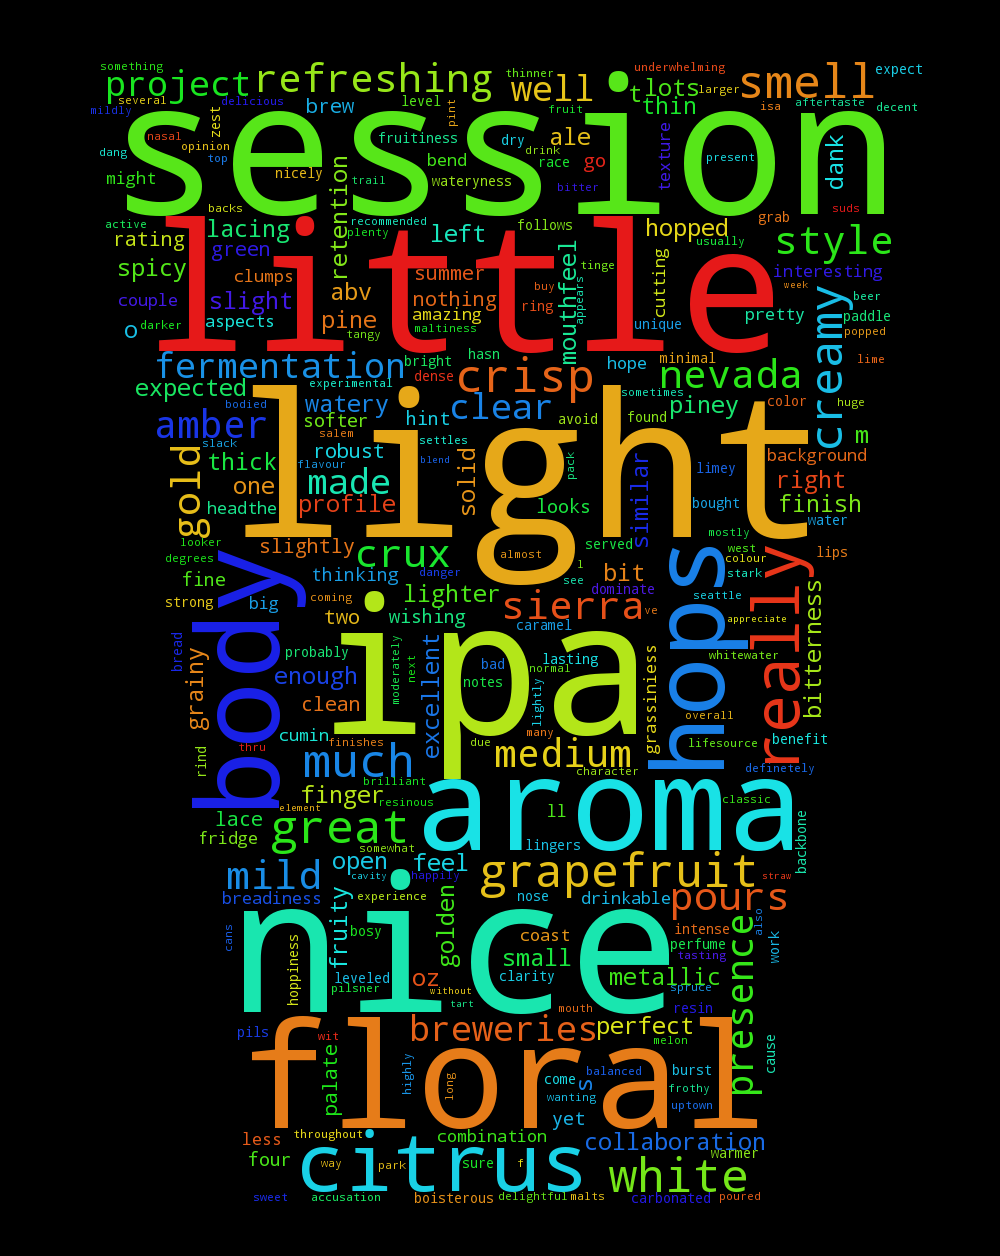 something
underwhelming
project
refreshing
thinner
well
t
lots
larger
smell
expect
mildly
several
delicious
brew
level
pint
fruit
thin
isa
aftertaste
decent
session
nasal
opinion
zest
top
fruitiness
dry
drink
ale
dang
might
nicely
trail
bend
wateryness
race
go
bitter
texture
present
dank
active
backs
retention
recommended
plenty
follows
hopped
usually
grab
suds
rating
lacing
green
left
mouthfeel
style
little
spicy
clumps
summer
buy
tinge
appears
cutting
interesting
week
couple
slight
abv
nothing
amazing
ring
creamy
beer
o
darker
aspects
pine
tangy
maltiness
unique
pretty
paddle
popped
fermentation
bright
hasn
hope
minimal
lime
expected
experimental
dense
crisp
nevada
sometimes
amber
bodied
watery
softer
hint
clear
avoid
found
piney
color
huge
light
slack
salem
robust
settles
m
gold
thick
flavour
blend
solid
pack
similar
limey
background
one
made
profile
right
headthe
looks
bought
finish
water
looker
slightly
crux
almost
served
mostly
west
colour
lips
degrees
fine
thinking
danger
l
see
bit
dominate
stark
body
strong
big
coming
two
lighter
wishing
sierra
ve
hops
seattle
appreciate
really
bitterness
caramel
ipa
bread
probably
moderately
next
excellent
bad
lasting
normal
whitewater
grainy
enough
clean
notes
lightly
grassiness
overall
cumin
finishes
due
many
lifesource
benefit
rind
thru
much
medium
character
definetely
brilliant
finger
resinous
aroma
classic
element
lace
great
ll
fridge
somewhat
lingers
backbone
mild
open
cavity
feel
happily
grapefruit
straw
breadiness
experience
nose
drinkable
pours
nice
fruity
golden
cans
hoppiness
bosy
coast
intense
also
perfume
presence
work
small
tasting
leveled
pilsner
oz
without
clarity
metallic
spruce
tart
mouth
resin
floral
pils
wit
breweries
perfect
melon
cause
palate
highly
long
come
s
balanced
burst
wanting
frothy
uptown
yet
less
throughout
combination
collaboration
warmer
citrus
four
way
park
sure
f
white
sweet
accusation
boisterous
delightful
malts
carbonated
poured